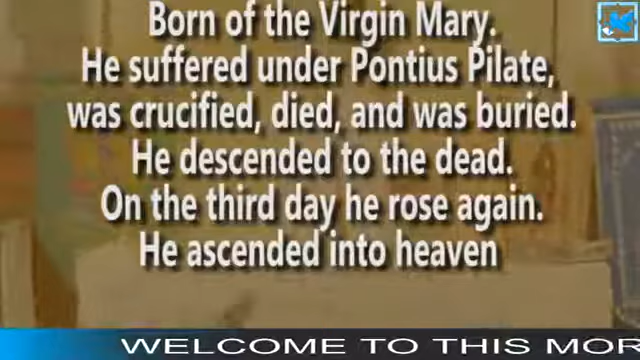 Born of the Virgin Mary.
He suffered under Pontius Pilate,
was crucified, died, and was buried.
He descended to the dead.
On the third day he rose again.
He ascended into heaven
WELCOME TO THIS MOR